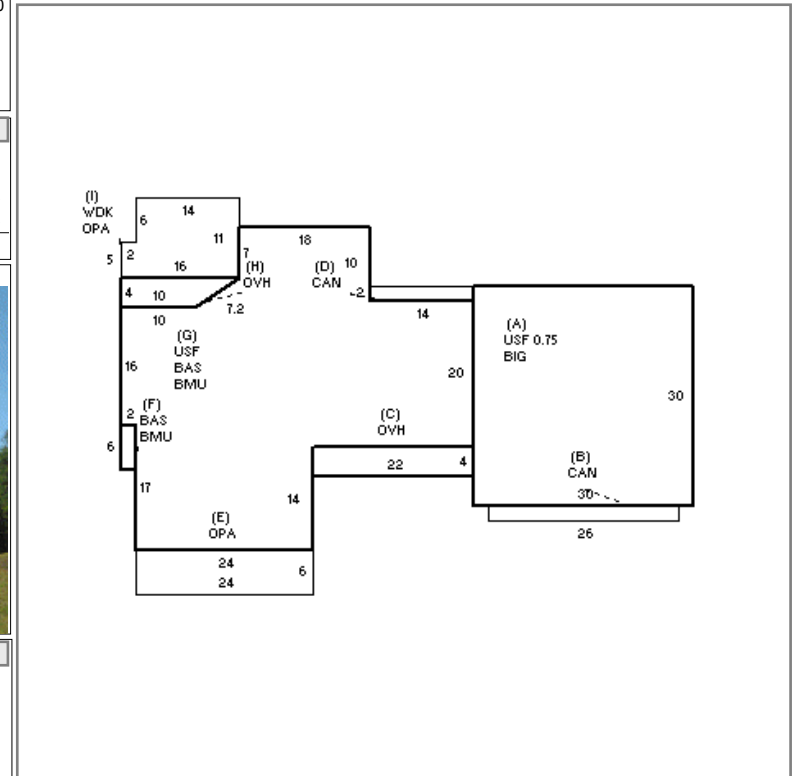 (I)
WDK
OPA
6
14
11
5
2
16
4
10
10
7
(H)
OVH
7.2
18
(D)
CAN
10
2
14
(A)
USF 0.75
BIG
(G)
USF
BAS
BMU
16
20
30
2
(F)
BAS
BMU
6
(C)
OVH
22
4
(B)
CAN
30
26
17
14
(E)
OPA
24
24
6